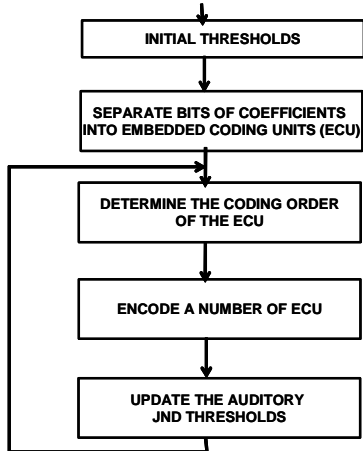 INITIAL THRESHOLDS
SEPARATE BITS OF COEFFICIENTS
INTO EMBEDDED CODING UNITS (ECU)
DETERMINE THE CODING ORDER
OF THE ECU
ENCODE A NUMBER OF ECU
UPDATE THE AUDITORY
JND THRESHOLDS